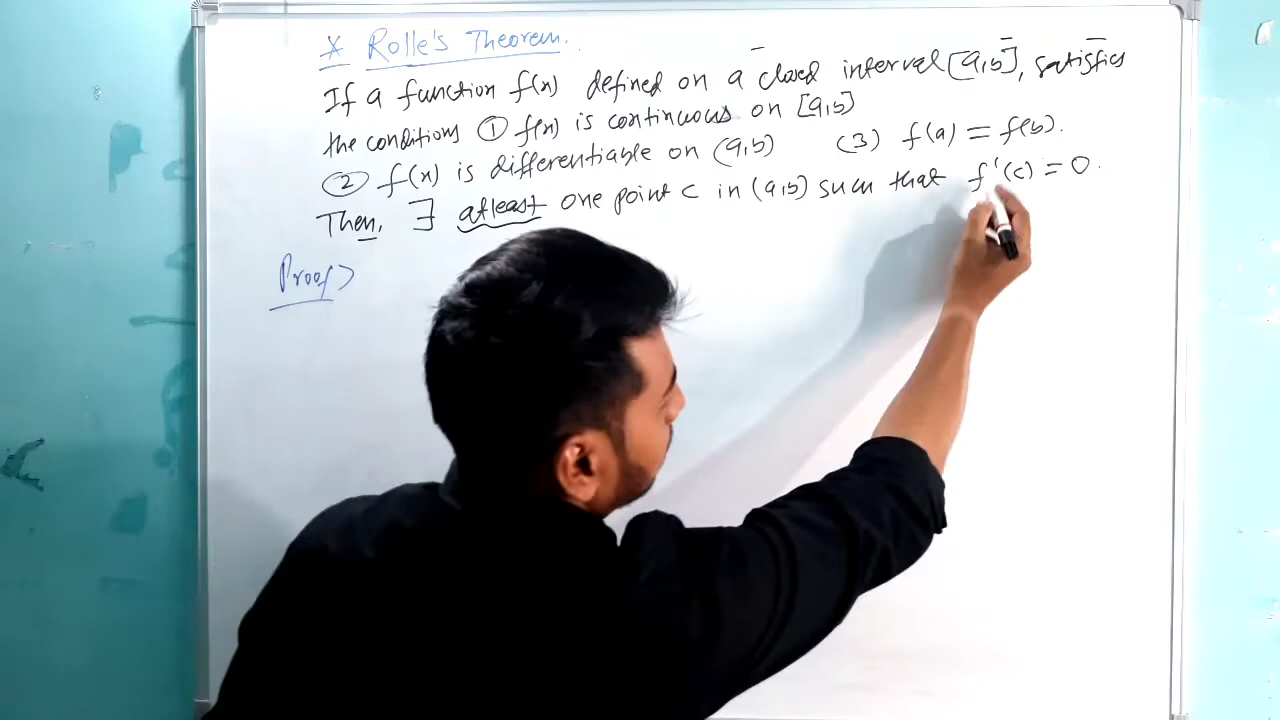 * Rolle's Theorem.
If a function f(x) defined on a closed interval [a,b], satisfies
the conditions ① f(x) is continuous on [a,b]
② f(x) is differentiable on (a,b) (3) f(a) = f(b).
Then, ∃ atleast one point c in (a,b) such that f'(c) = 0.
Proof>